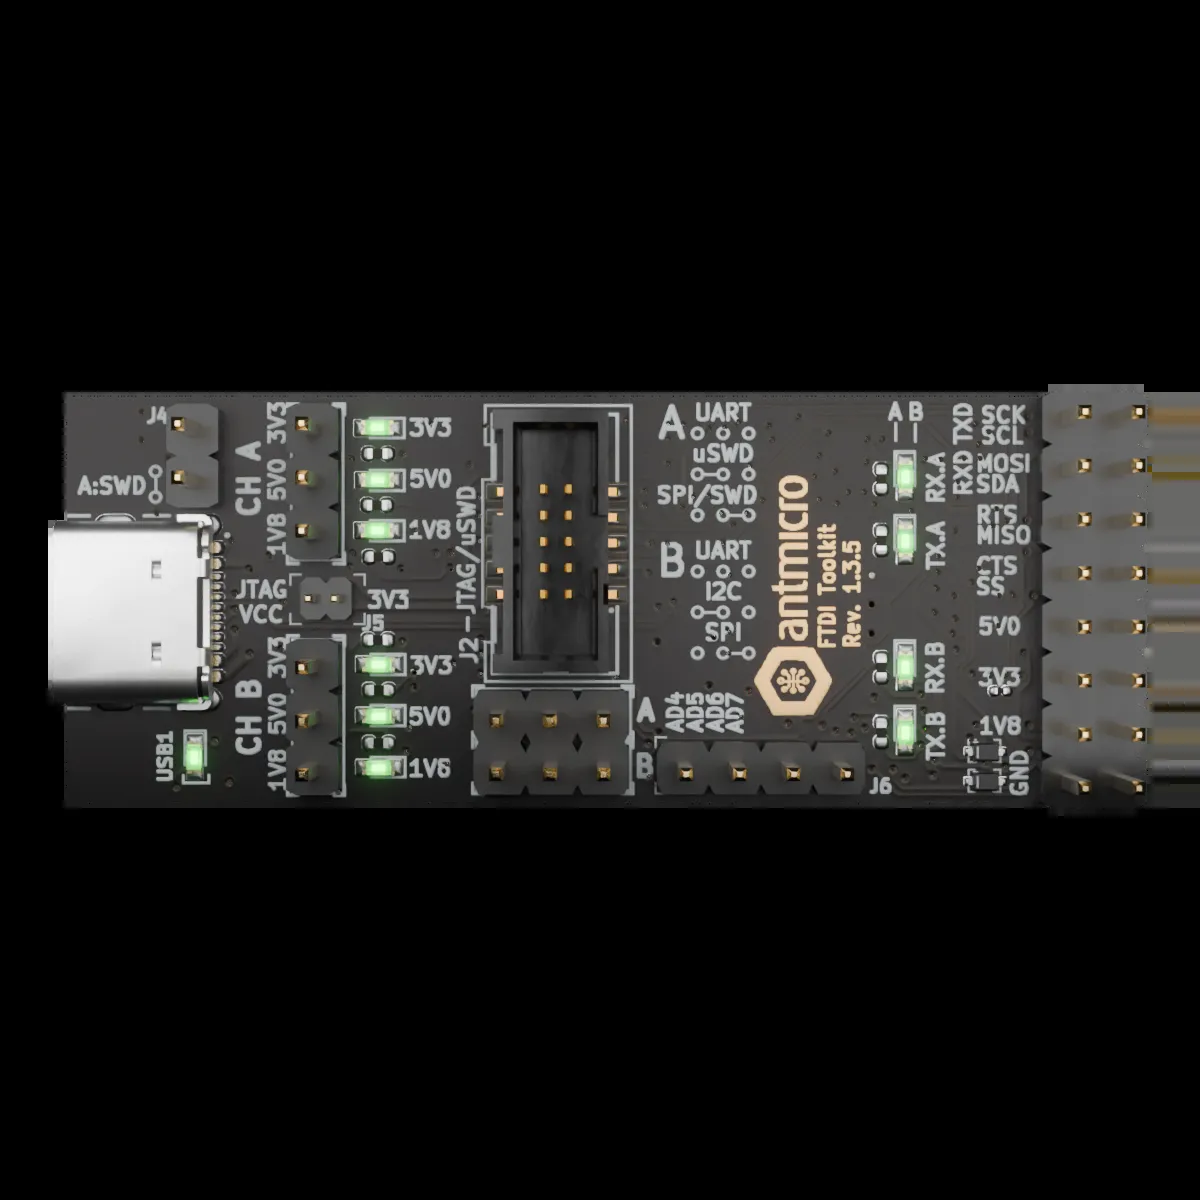 J4
A:SWD
CH A
3V3
5V0
1V8
3V3
5V0
1V8
JTAG
VCC
3V3
J5
CH B
3V3
5V0
1V8
3V3
5V0
1V6
USB1
J2-JTAG/uSWD
A
UART
uSWD
SPI/SWD
B
UART
I2C
SPI
antmicro
FTDI Toolkit
Rev. 1.3.5
A
B
AD4
AD5
AD6
AD7
J6
A B
RX.A
TX.A
RX.B
TX.B
TXD
RXD
SCK
SCL
MOSI
SDA
RTS
MISO
CTS
SS
5V0
3V3
1V8
GND